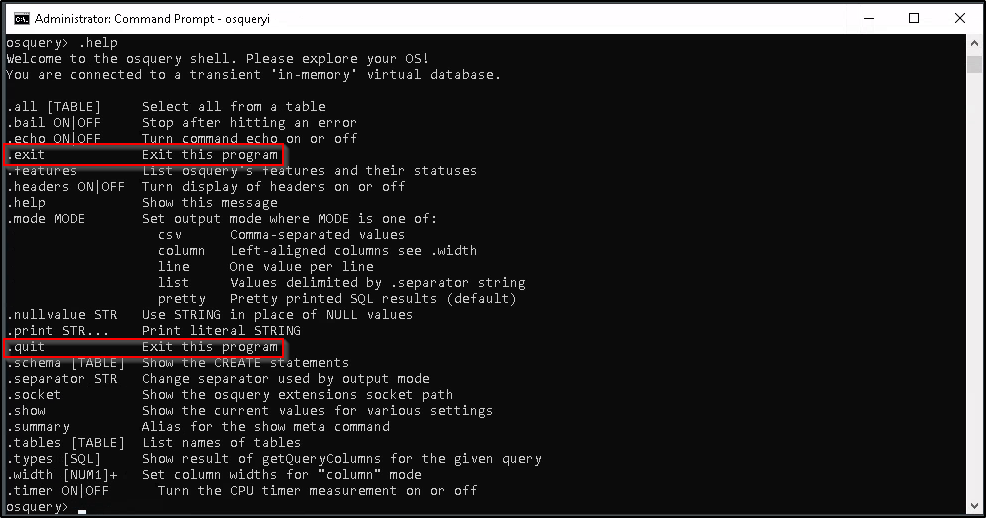 Administrator: Command Prompt - osqueryi
osquery> .help
Welcome to the osquery shell. Please explore your OS!
You are connected to a transient 'in-memory' virtual database.
.all [TABLE]     Select all from a table
.bail ON|OFF     Stop after hitting an error
.echo ON|OFF     Turn command echo on or off
.exit            Exit this program
.features        List osquery's features and their statuses
.headers ON|OFF  Turn display of headers on or off
.help            Show this message
.mode MODE       Set output mode where MODE is one of:
                   csv      Comma-separated values
                   column   Left-aligned columns see .width
                   line     One value per line
                   list     Values delimited by .separator string
                   pretty   Pretty printed SQL results (default)
.nullvalue STR   Use STRING in place of NULL values
.print STR...    Print literal STRING
.quit            Exit this program
.schema [TABLE]  Show the CREATE statements
.separator STR   Change separator used by output mode
.socket          Show the osquery extensions socket path
.show            Show the current values for various settings
.summary         Alias for the show meta command
.tables [TABLE]  List names of tables
.types [SQL]     Show result of getQueryColumns for the given query
.width [NUM1]+   Set column widths for "column" mode
.timer ON|OFF      Turn the CPU timer measurement on or off
osquery>